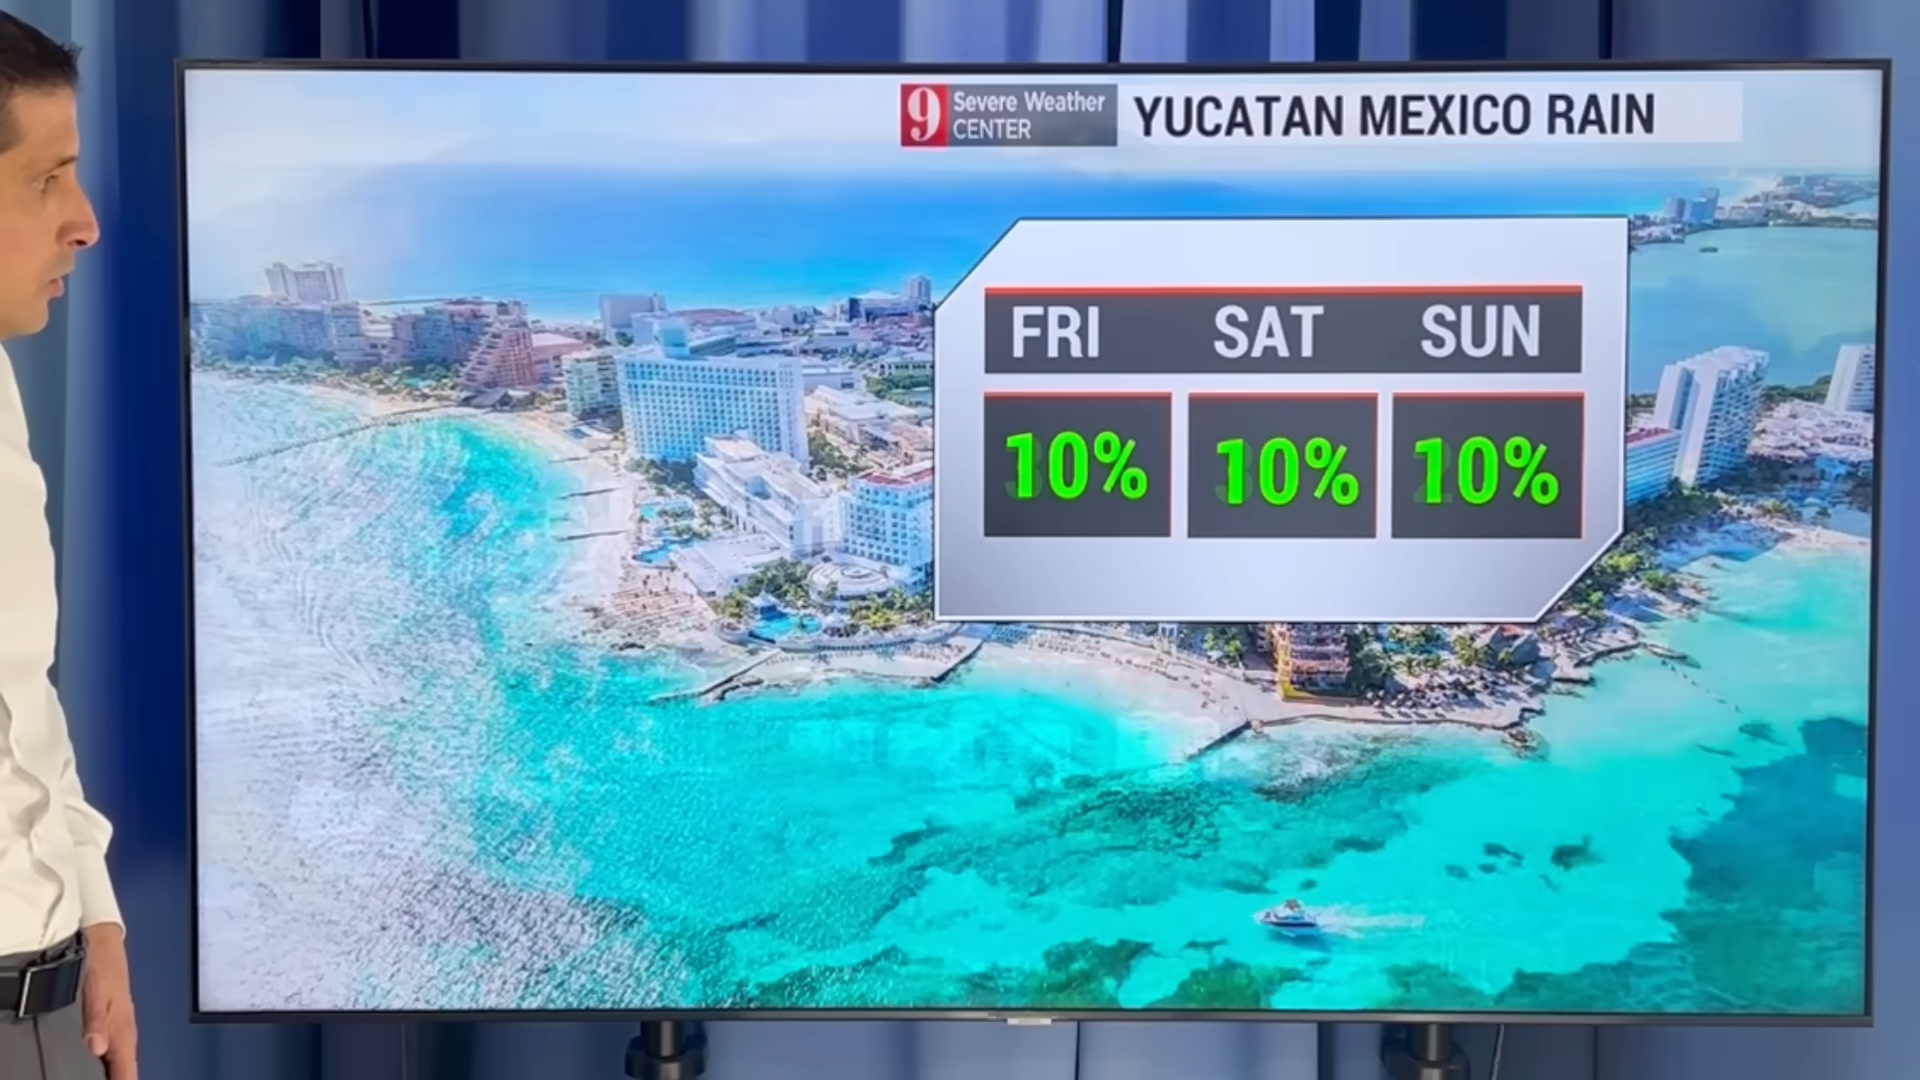 9 Severe Weather
CENTER
YUCATAN MEXICO RAIN
FRI SAT SUN
10% 10% 10%